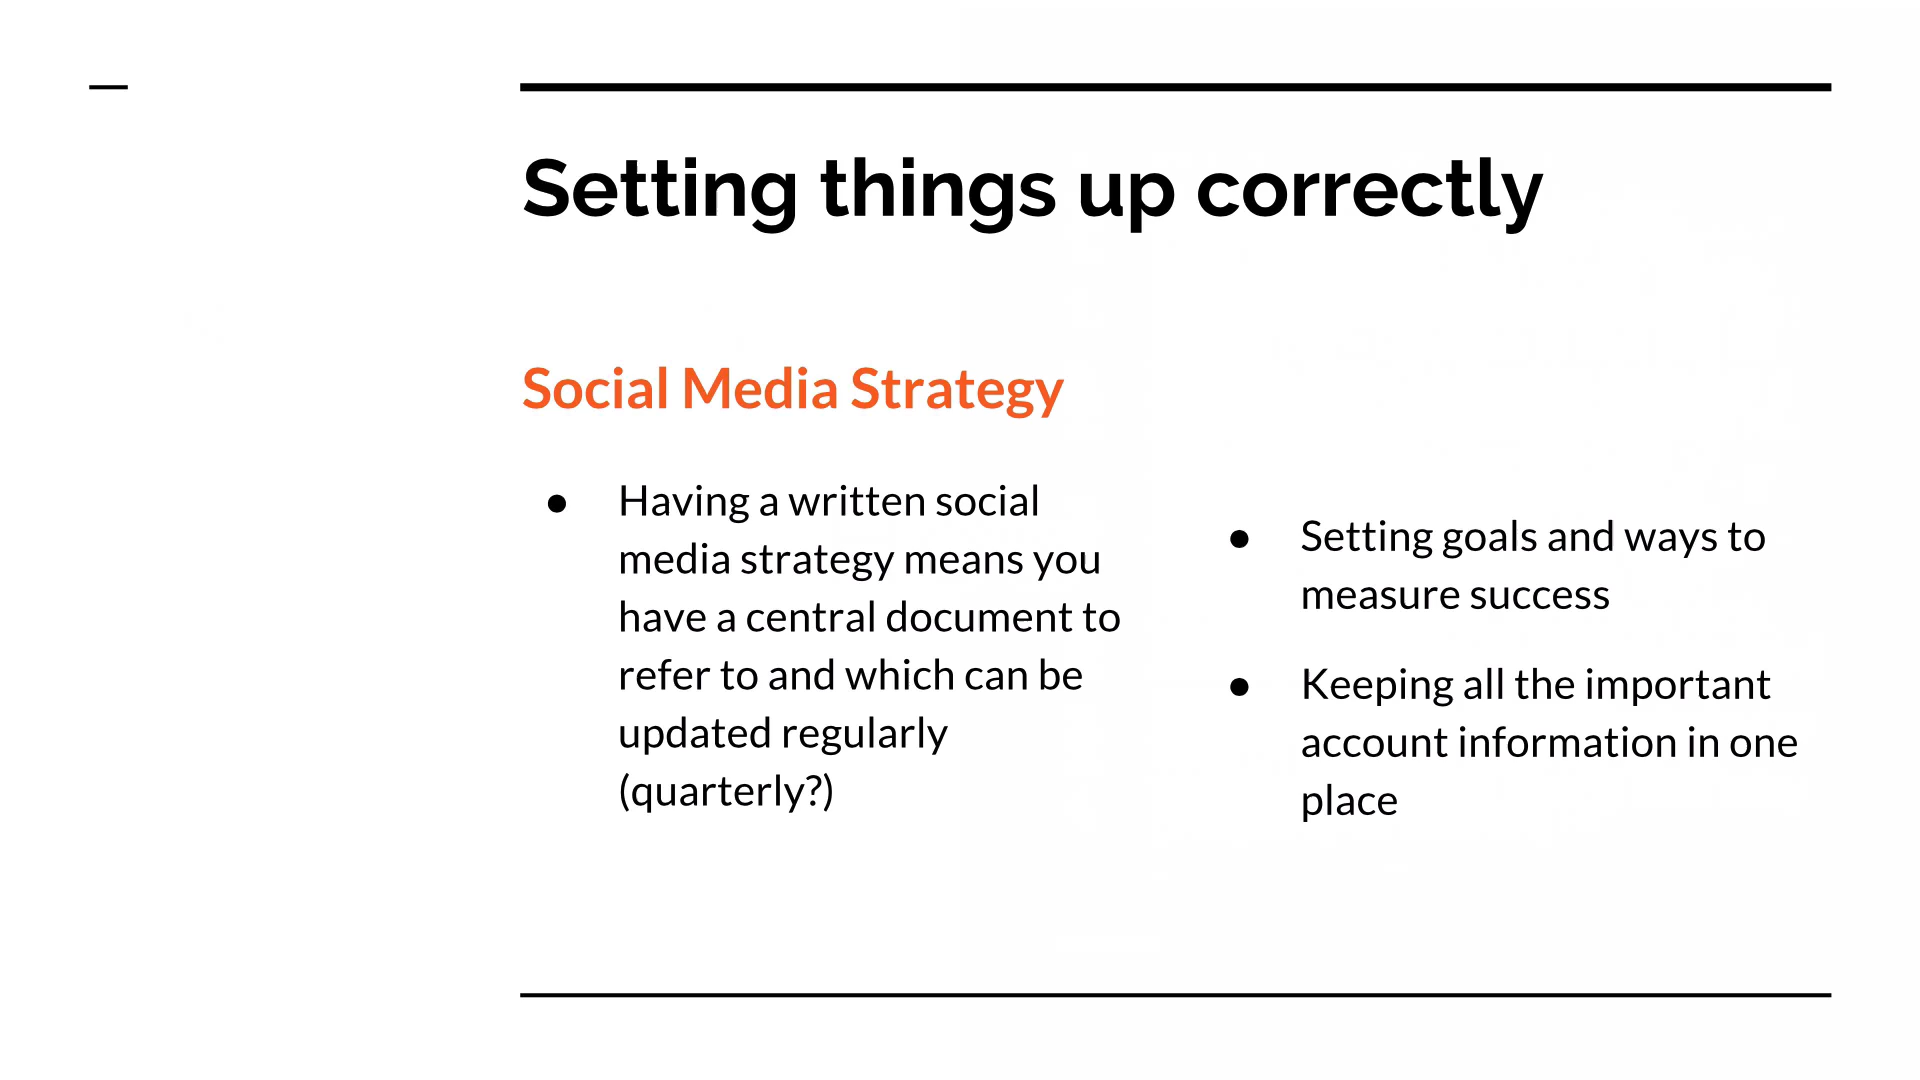 Setting things up correctly
Social Media Strategy
● Having a written social
media strategy means you
have a central document to
refer to and which can be
updated regularly
(quarterly?)
● Setting goals and ways to
measure success
● Keeping all the important
account information in one
place